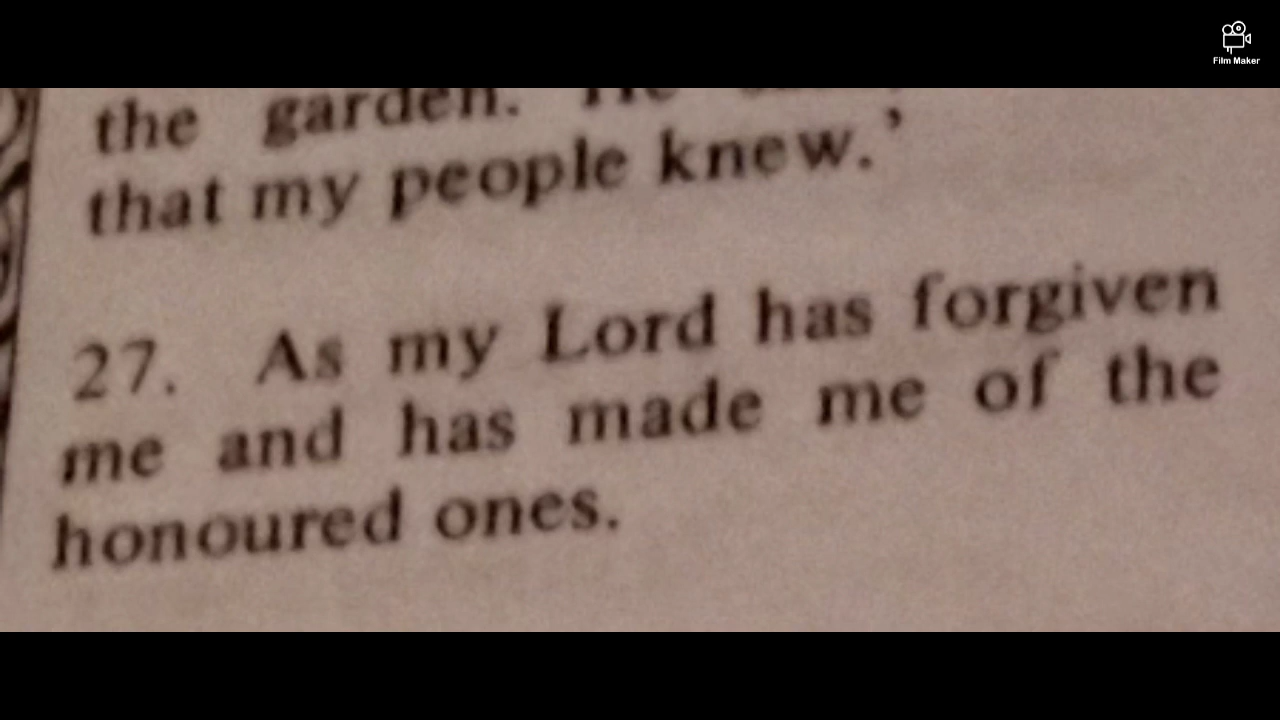 Film Maker
the garden. He
that my people knew.’
27. As my Lord has forgiven
me and has made me of the
honoured ones.